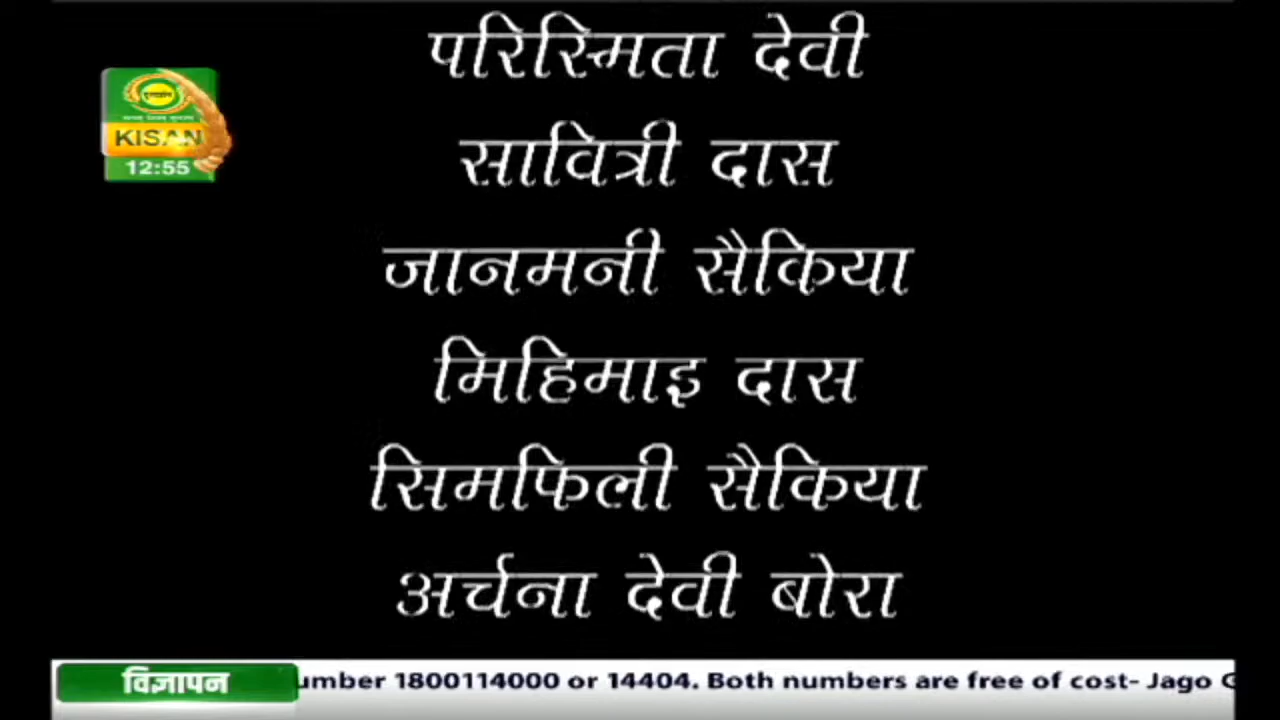 परिस्मिता देवी
KISAN
12:55
सावित्री दास
जानमनी सैकिया
मिहिमाइ दास
सिमफिली सैकिया
अर्चना देवी बोरा
विज्ञापन umber 1800114000 or 14404. Both numbers are free of cost- Jago G